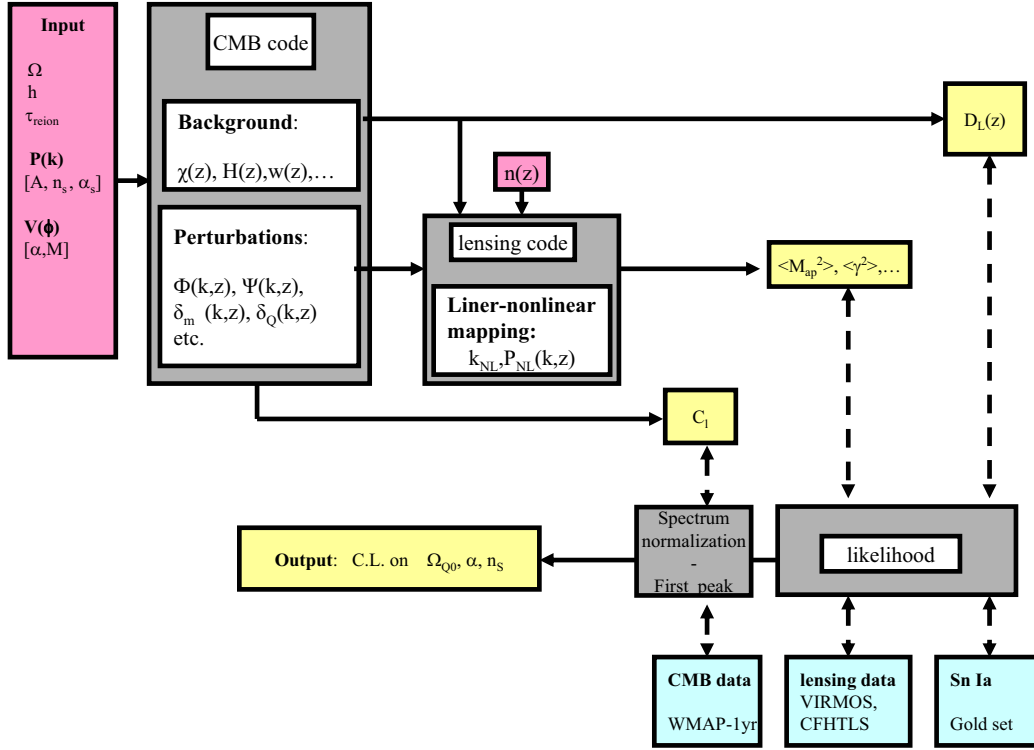 Input
Ω
h
τreion
P(k)
[A, ns, αs]
V(ϕ)
[α,M]
CMB code
Background:
χ(z), H(z),w(z),…
Perturbations:
Φ(k,z), Ψ(k,z),
δm (k,z), δQ(k,z)
etc.
n(z)
lensing code
Liner-nonlinear
mapping:
kNL,PNL(k,z)
DL(z)
<Map²>, <γ²>,…
Cl
Spectrum
normalization
-
First peak
likelihood
Output: C.L. on ΩQ0, α, nS
CMB data
WMAP-1yr
lensing data
VIRMOS,
CFHTLS
Sn Ia
Gold set